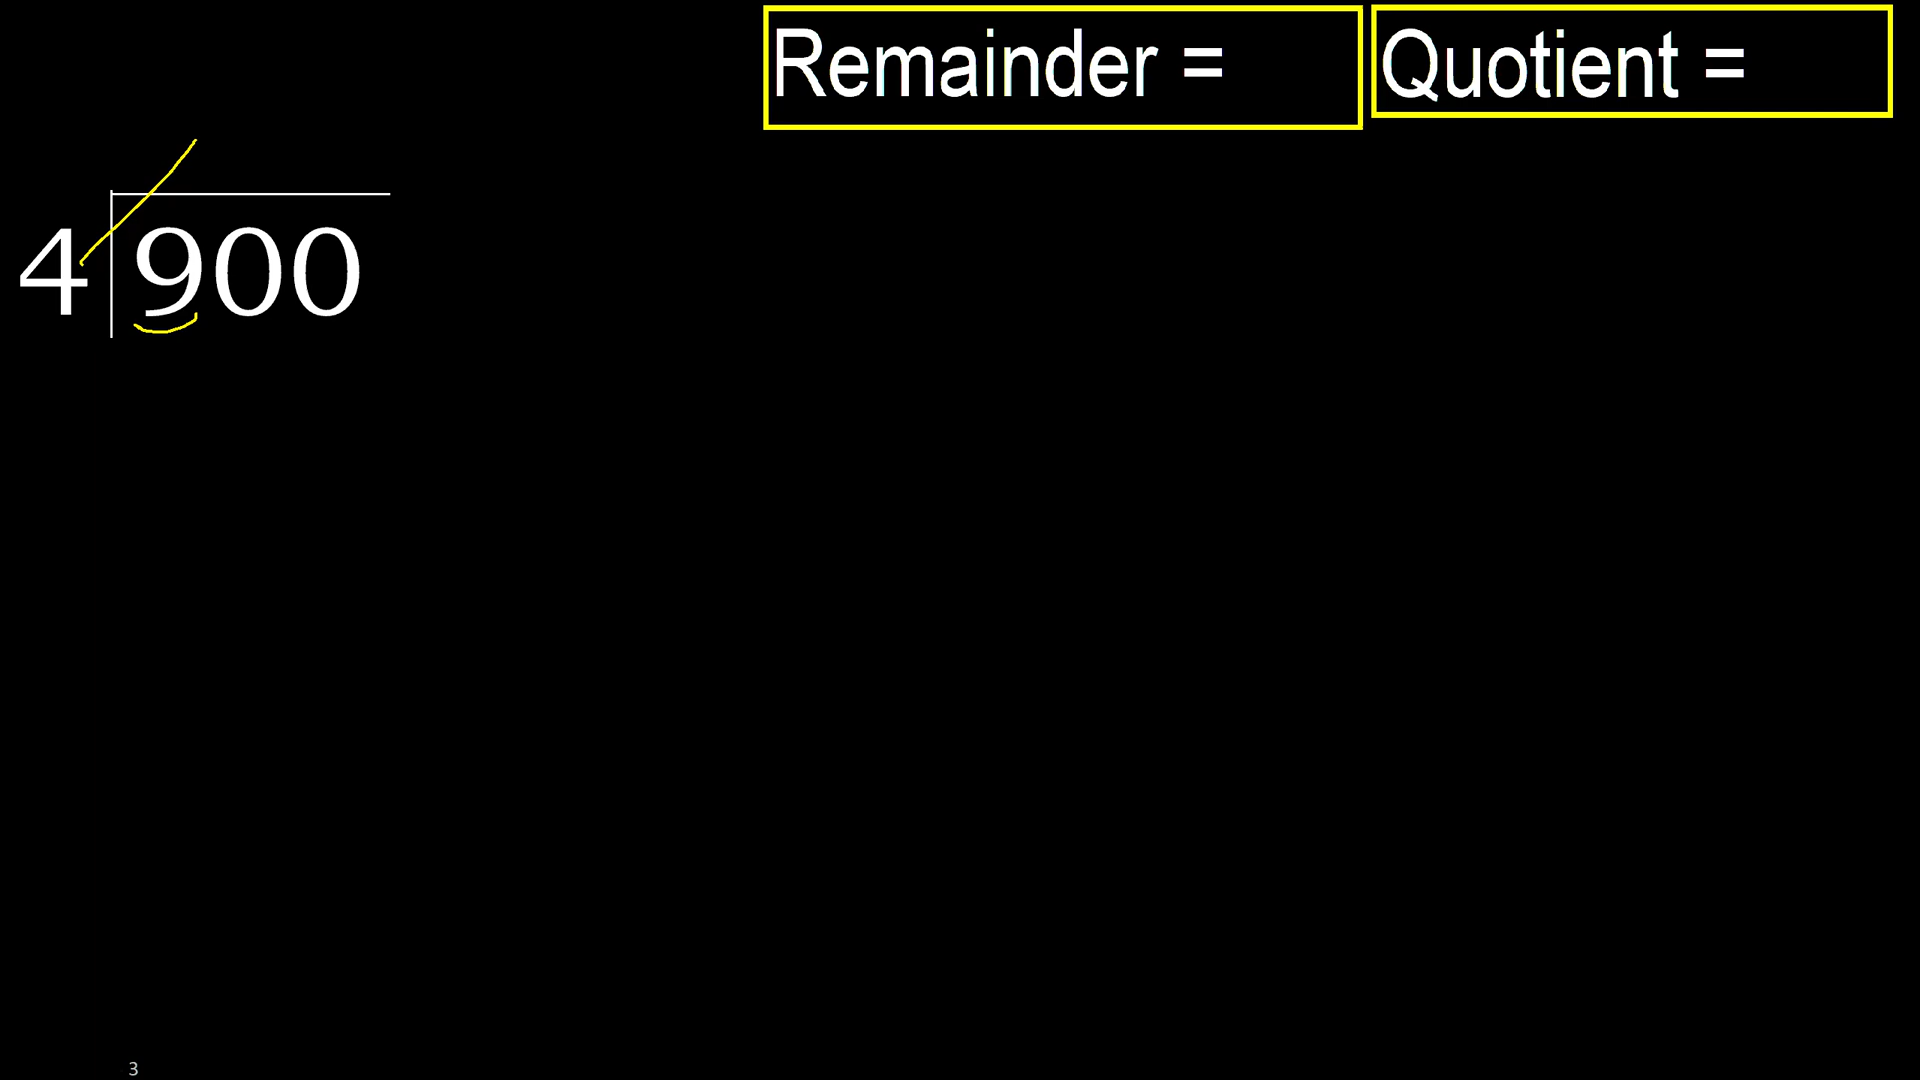 Remainder = Quotient =
4 900
3